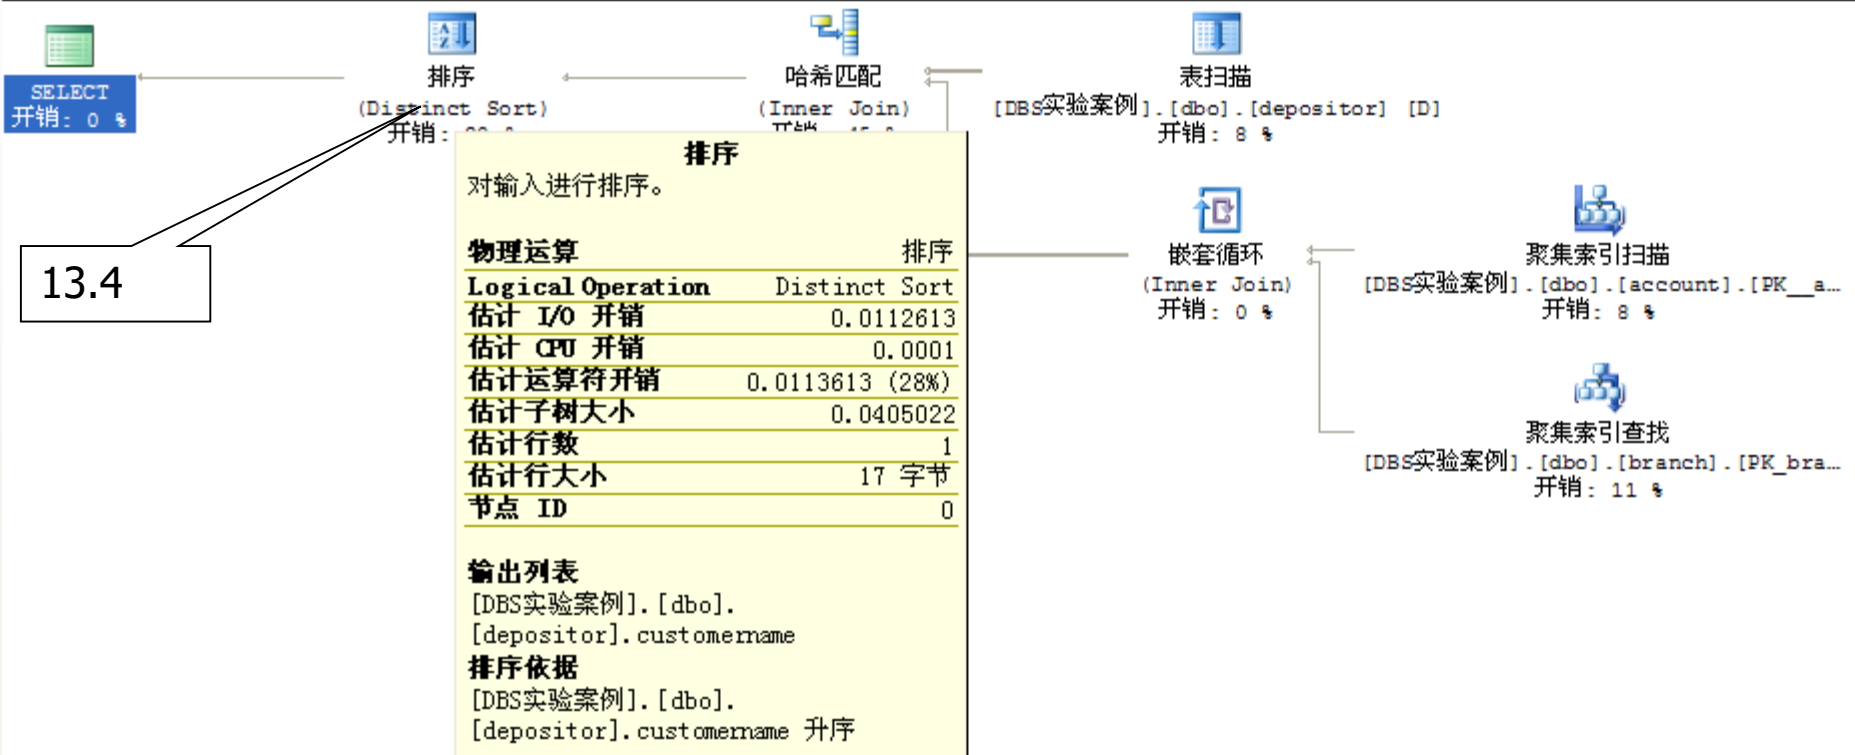 SELECT
开销: 0 %
排序
(Distinct Sort)
开销:
哈希匹配
(Inner Join)
表扫描
[DBS实验案例].[dbo].[depositor] [D]
开销: 8 %
13.4
嵌套循环
(Inner Join)
开销: 0 %
聚集索引扫描
[DBS实验案例].[dbo].[account].[PK__a…
开销: 8 %
聚集索引查找
[DBS实验案例].[dbo].[branch].[PK_bra…
开销: 11 %
排序
对输入进行排序。
物理运算 排序
Logical Operation Distinct Sort
估计 I/O 开销 0.0112613
估计 CPU 开销 0.0001
估计运算符开销 0.0113613 (28%)
估计子树大小 0.0405022
估计行数 1
估计行大小 17 字节
节点 ID 0
输出列表
[DBS实验案例].[dbo].
[depositor].customername
排序依据
[DBS实验案例].[dbo].
[depositor].customername 升序